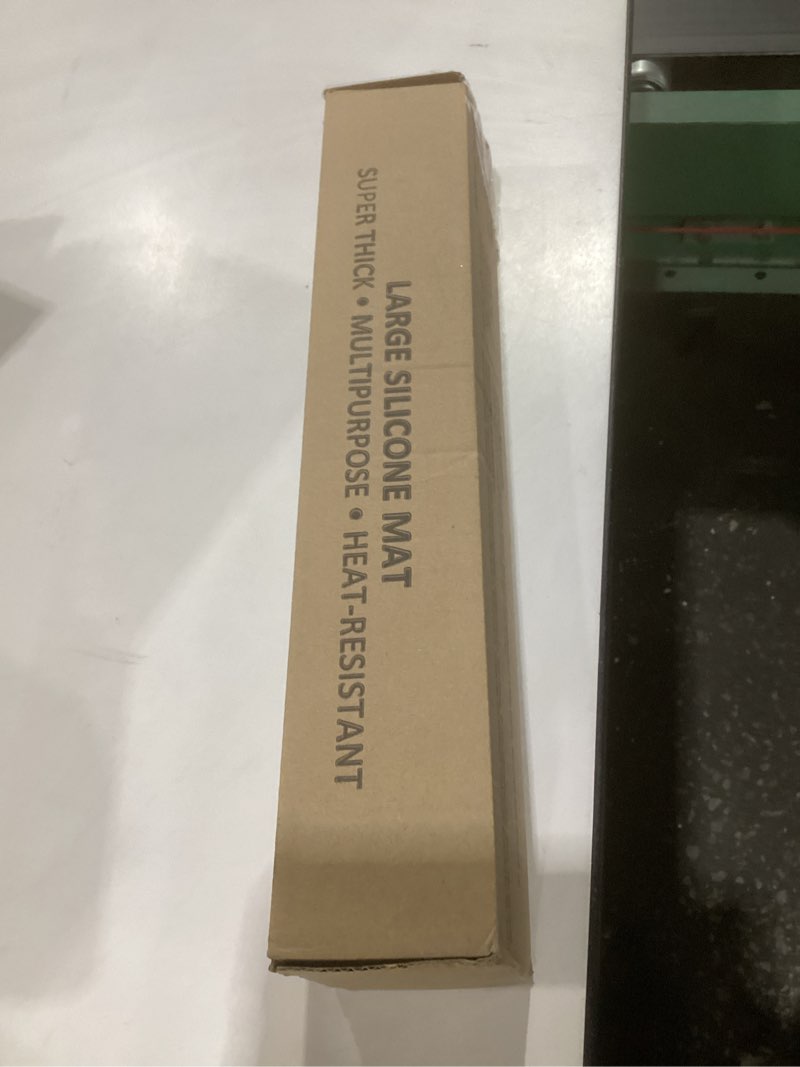 LARGE SILICONE MAT
SUPER THICK • MULTIPURPOSE • HEAT-RESISTANT